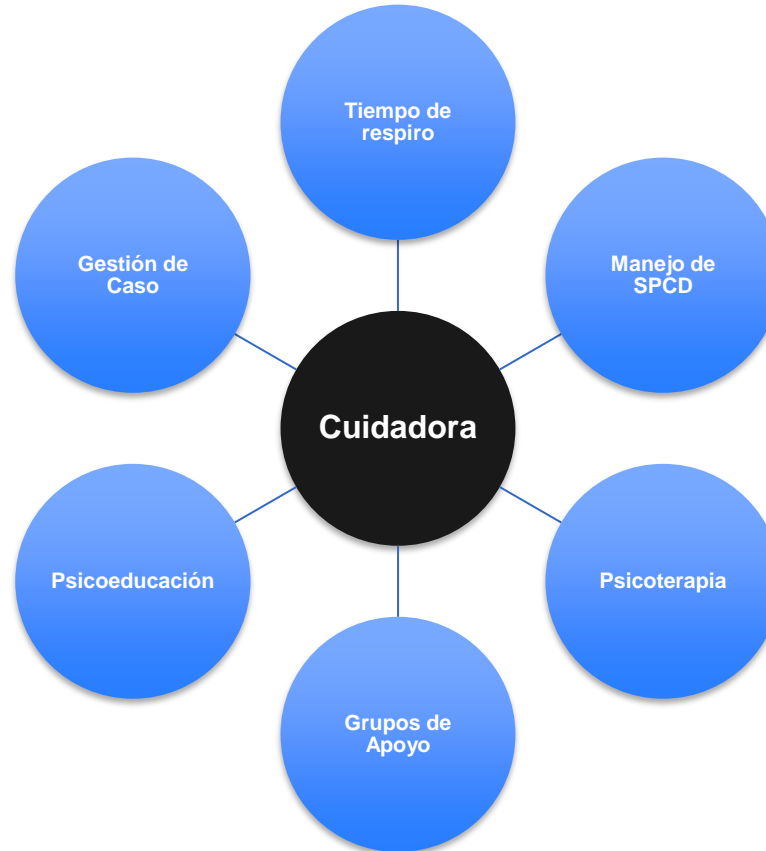 Tiempo de
respiro
Gestión de
Caso
Manejo de
SPCD
Cuidadora
Psicoeducación
Psicoterapia
Grupos de
Apoyo